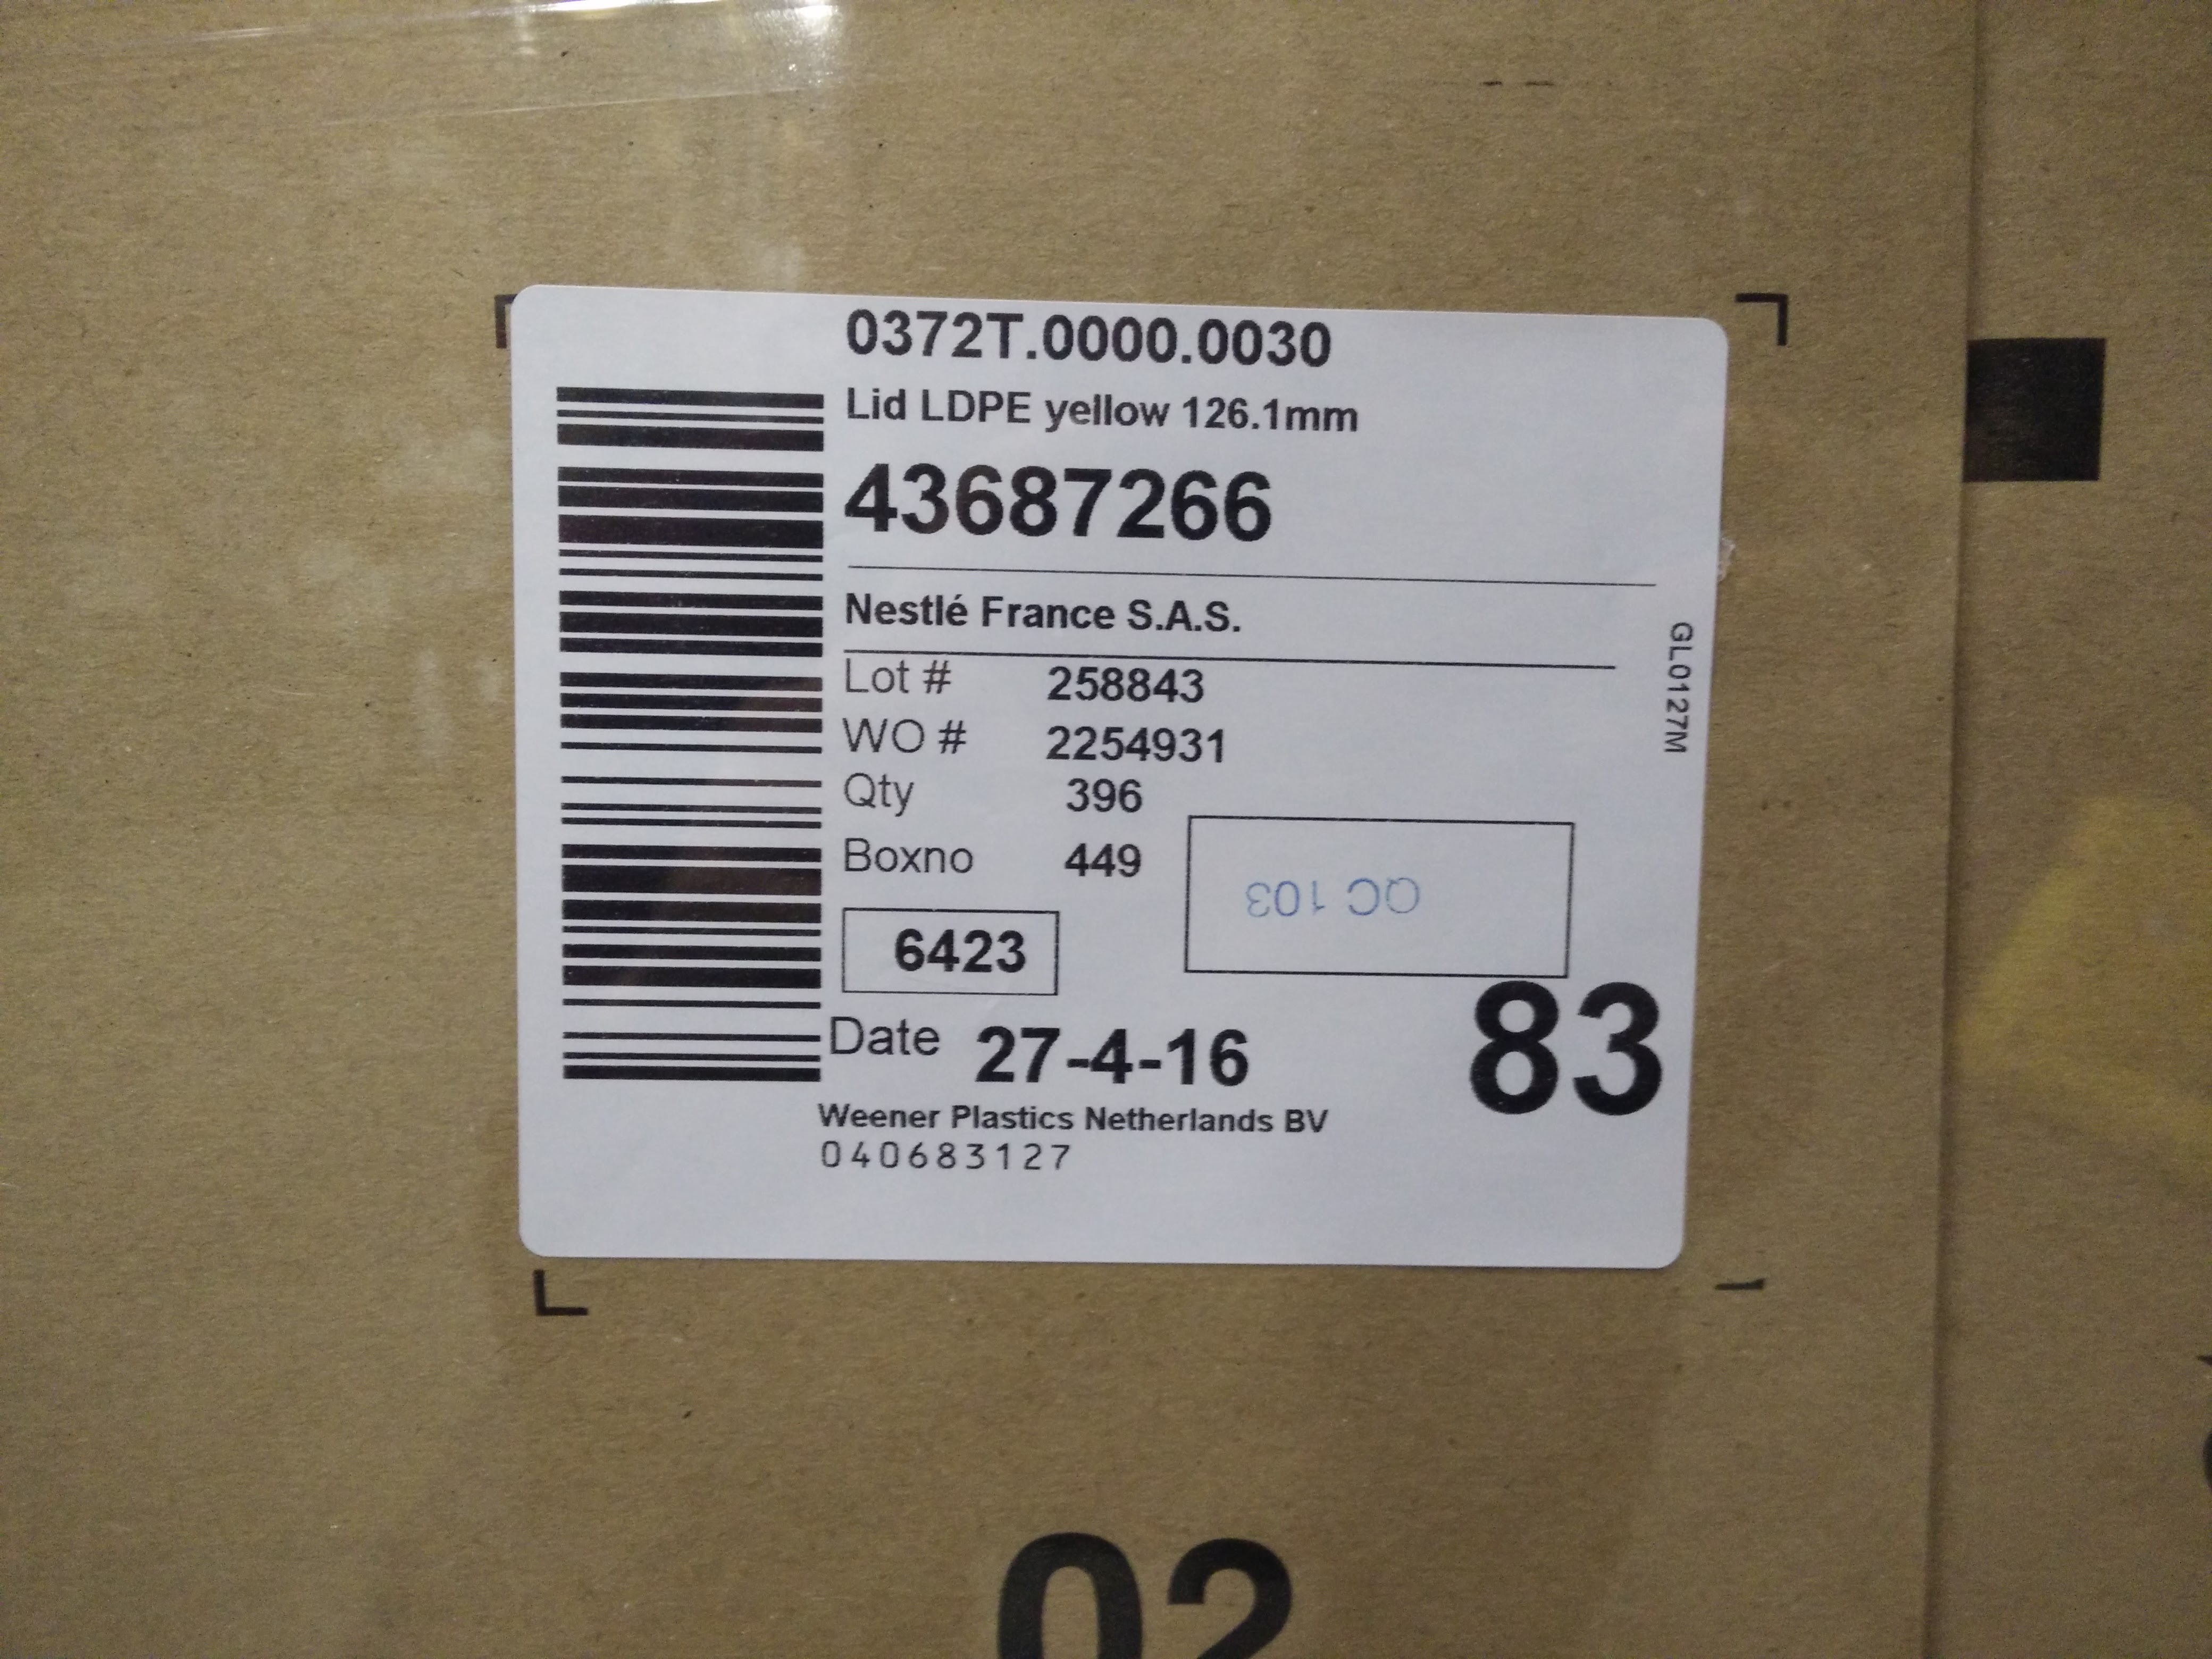 0372T.0000.0030
Lid LDPE yellow 126.1mm
43687266
Nestlé France S.A.S.
Lot # 258843
WO # 2254931
Qty 396
Boxno 449
QC 103
6423
Date 27-4-16
83
Weener Plastics Netherlands BV
040683127
GL0127M
02